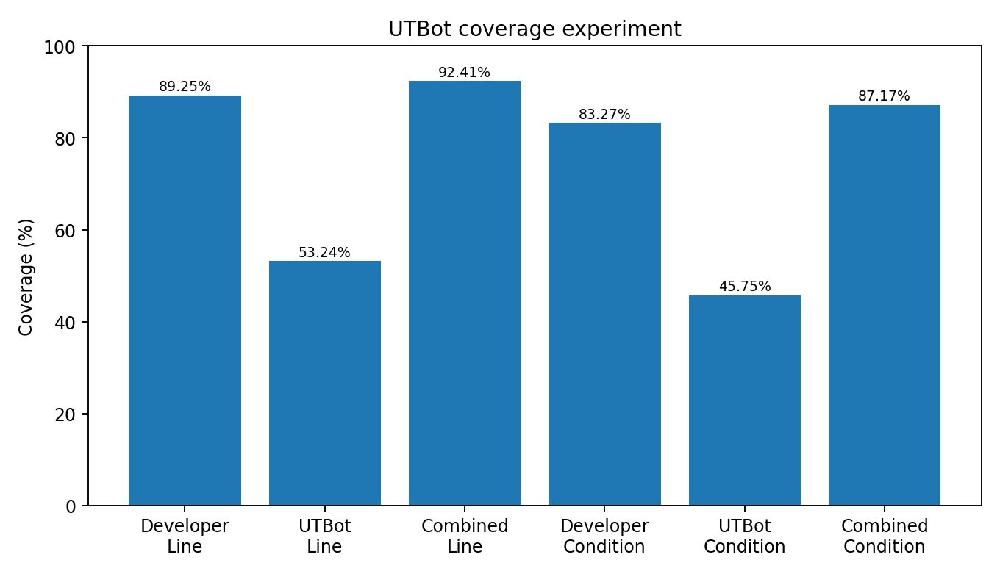 UTBot coverage experiment
Coverage (%)
100
80
60
40
20
0
89.25%
53.24%
92.41%
83.27%
45.75%
87.17%
Developer
Line
UTBot
Line
Combined
Line
Developer
Condition
UTBot
Condition
Combined
Condition